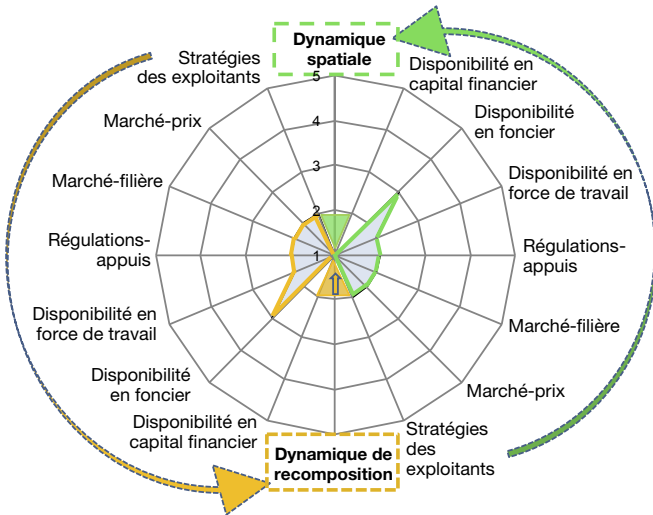 Dynamique
spatiale
Stratégies
des exploitants
Disponibilité en
capital financier
Marché-prix
Disponibilité
en foncier
Marché-filière
Disponibilité en
force de travail
Régulations-
appuis
Régulations-
appuis
Disponibilité en
force de travail
Marché-filière
Disponibilité
en foncier
Marché-prix
Disponibilité en
capital financier
Stratégies
des
exploitants
Dynamique de
recomposition
5
4
3
2
1